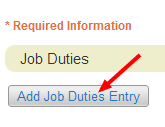 * Required Information
Job Duties
Add Job Duties Entry